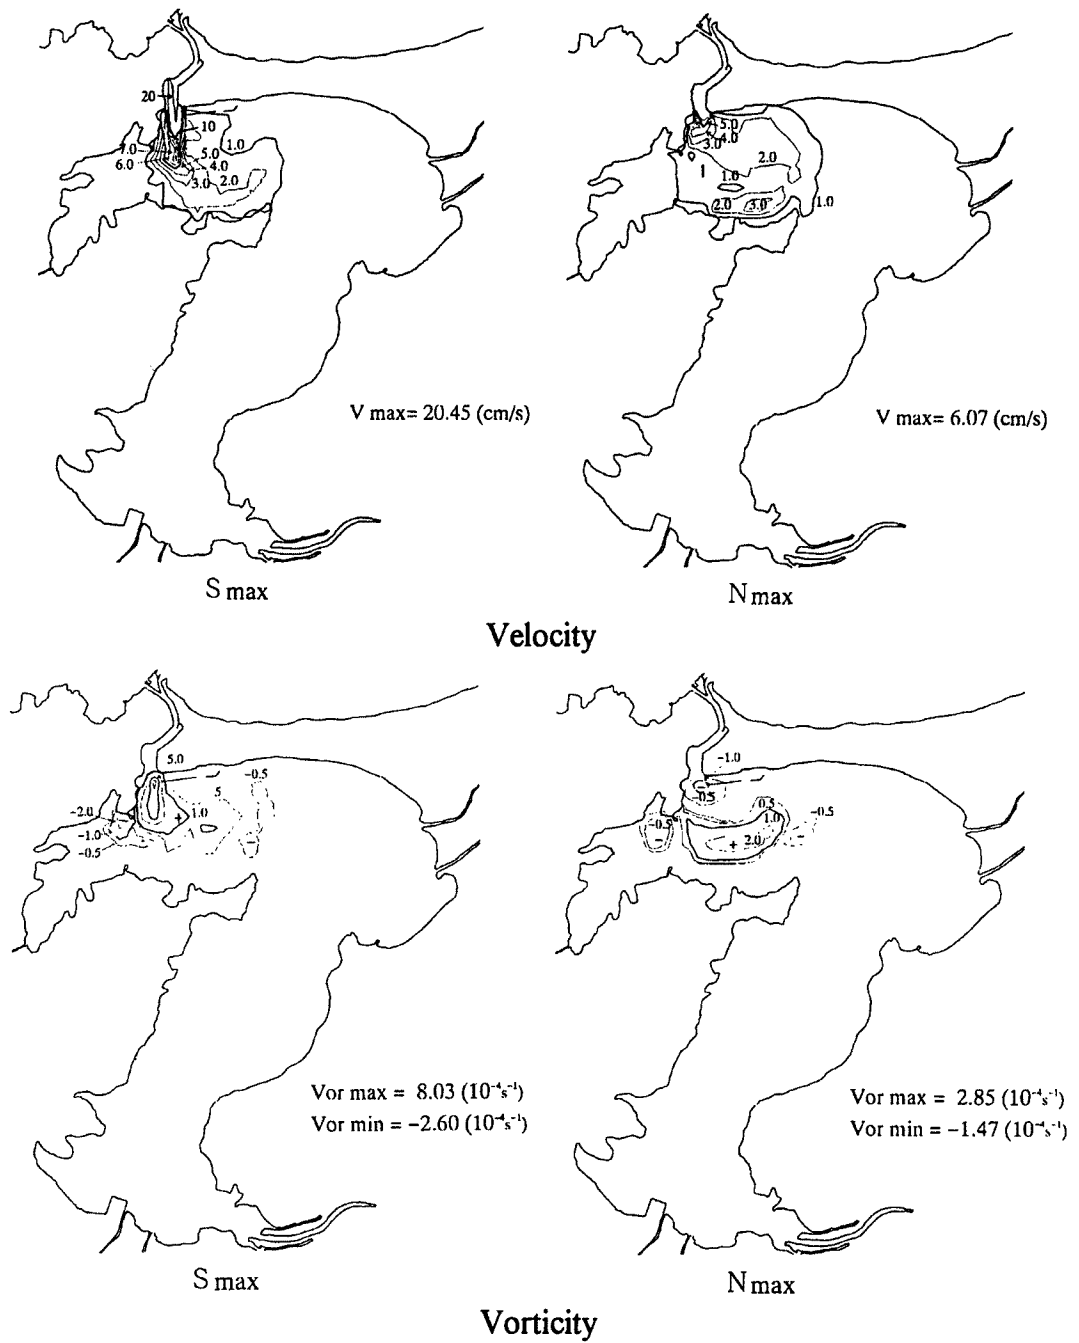 20
10
1.0
7.0
6.0
5.0
4.0
3.0
2.0
V max= 20.45 (cm/s)
S max
5.0
4.0
3.0
2.0
1.0
2.0
3.0
1.0
V max= 6.07 (cm/s)
N max
Velocity
5.0
-0.5
5
-2.0
+
1.0
-1.0
-0.5
Vor max = 8.03 (10⁻⁴s⁻¹)
Vor min = -2.60 (10⁻⁴s⁻¹)
S max
-1.0
-0.5
0.5
-0.5
1.0
-0.5
+ 2.0
Vor max = 2.85 (10⁻⁴s⁻¹)
Vor min = -1.47 (10⁻⁴s⁻¹)
N max
Vorticity